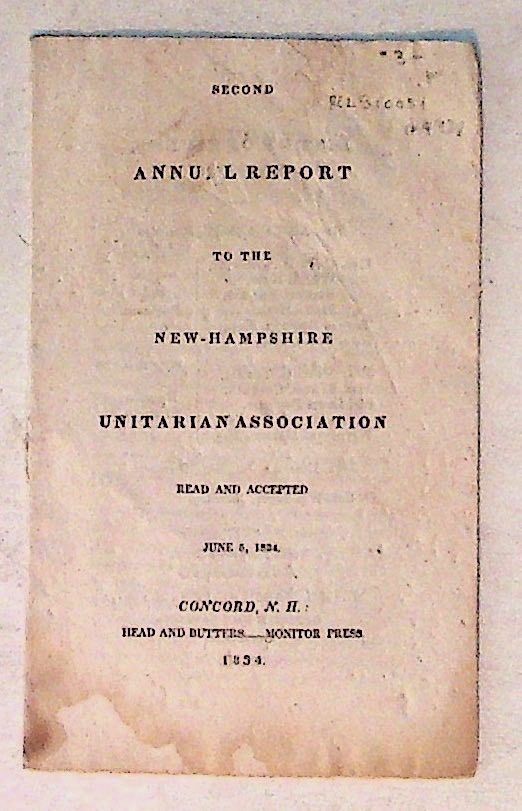 SECOND
ANNUAL REPORT
TO THE
NEW-HAMPSHIRE
UNITARIAN ASSOCIATION
READ AND ACCEPTED
JUNE 5, 1834.
CONCORD, N. H. :
HEAD AND BUTTERS.....MONITOR PRESS
1834.